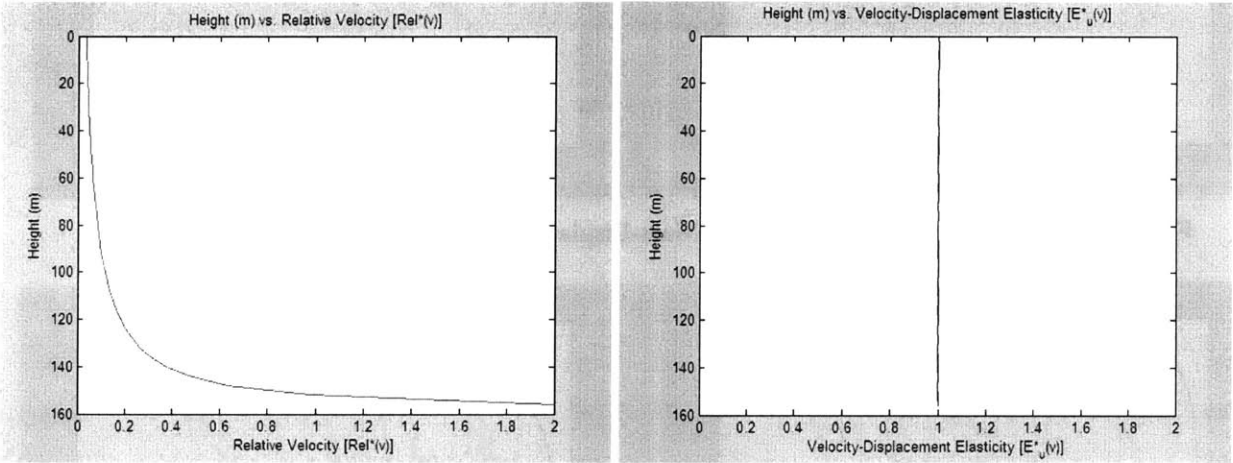 Height (m) vs. Relative Velocity [Rel*(v)]
0
20
40
60
80
100
120
140
160
Height (m)
0 0.2 0.4 0.6 0.8 1 1.2 1.4 1.6 1.8 2
Relative Velocity [Rel*(v)]
Height (m) vs. Velocity-Displacement Elasticity [E*u(v)]
0
20
40
60
80
100
120
140
160
Height (m)
0 0.2 0.4 0.6 0.8 1 1.2 1.4 1.6 1.8 2
Velocity-Displacement Elasticity [E*u(v)]